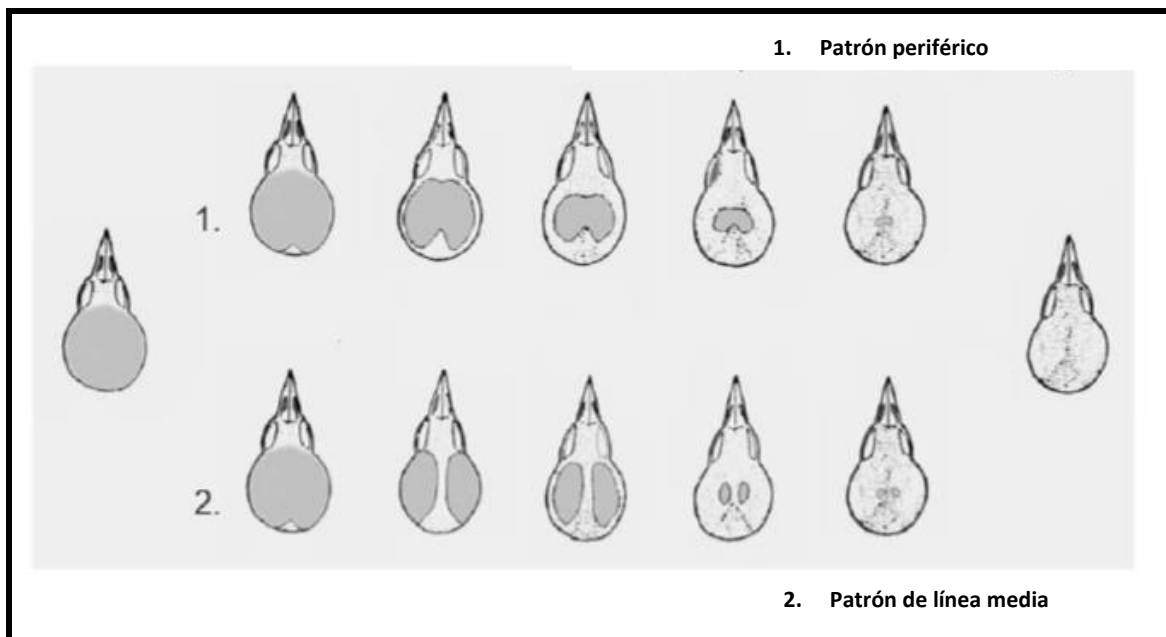 1. Patrón periférico
1.
2.
2. Patrón de línea media